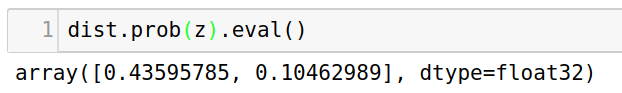 1 dist.prob(z).eval()
array([0.43595785, 0.10462989], dtype=float32)